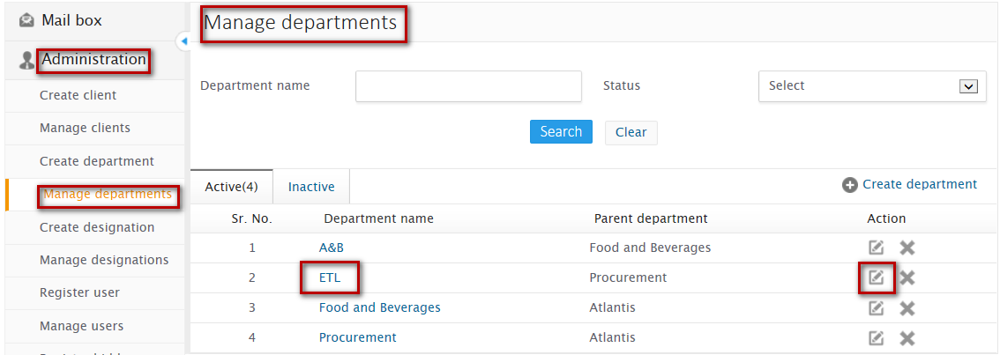 Mail box
Administration
Create client
Manage clients
Create department
Manage departments
Create designation
Manage designations
Register user
Manage users
Manage departments
Department name
Status Select
Search Clear
Active(4) Inactive Create department
Sr. No. Department name Parent department Action
1 A&B Food and Beverages
2 ETL Procurement
3 Food and Beverages Atlantis
4 Procurement Atlantis